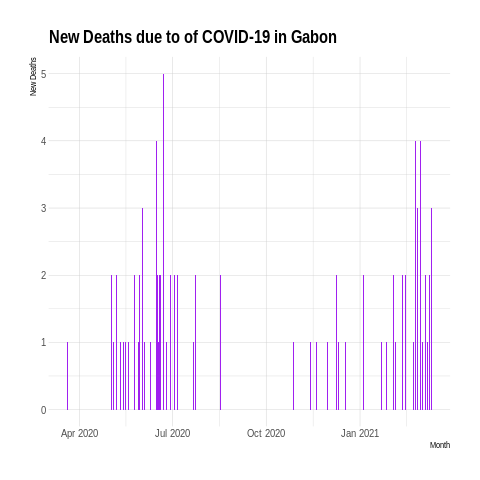 New Deaths due to of COVID-19 in Gabon
New Deaths
5
4
3
2
1
0
Apr 2020
Jul 2020
Oct 2020
Jan 2021
Month